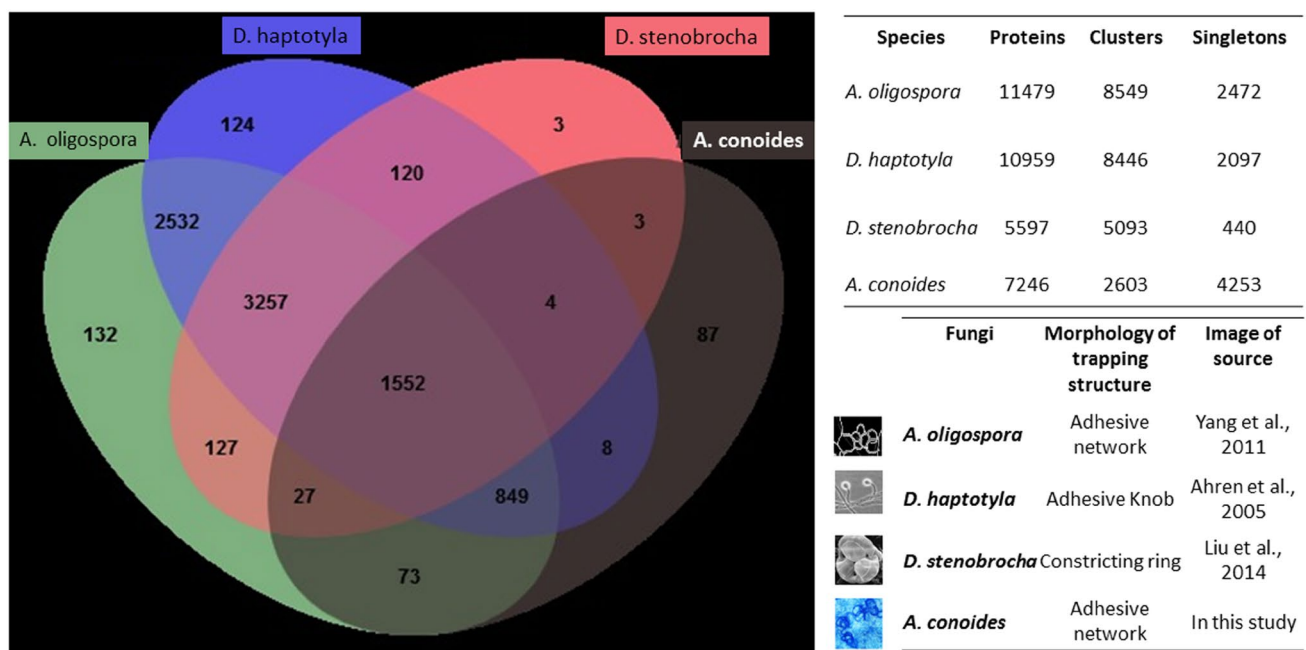 D. haptotyla
D. stenobrocha
A. oligospora
A. conoides
124
3
120
2532
3
3257
4
132
87
1552
127
8
27
849
73
Species Proteins Clusters Singletons
A. oligospora 11479 8549 2472
D. haptotyla 10959 8446 2097
D. stenobrocha 5597 5093 440
A. conoides 7246 2603 4253
Fungi Morphology of Image of
trapping source
structure
A. oligospora Adhesive Yang et al.,
network 2011
D. haptotyla Adhesive Knob Ahren et al.,
2005
D. stenobrocha Constricting ring Liu et al.,
2014
A. conoides Adhesive In this study
network